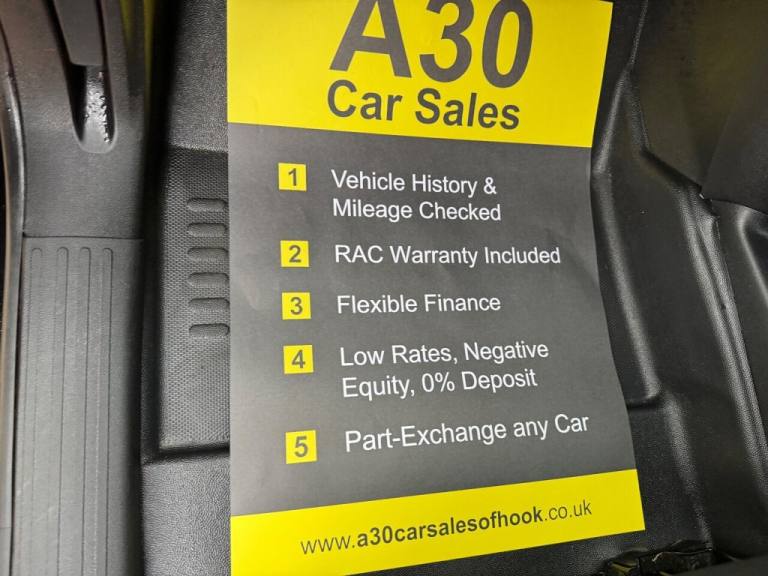 A30
Car Sales
1 Vehicle History &
Mileage Checked
2 RAC Warranty Included
3 Flexible Finance
4 Low Rates, Negative
Equity, 0% Deposit
5 Part-Exchange any Car
www.a30carsalesofhook.co.uk